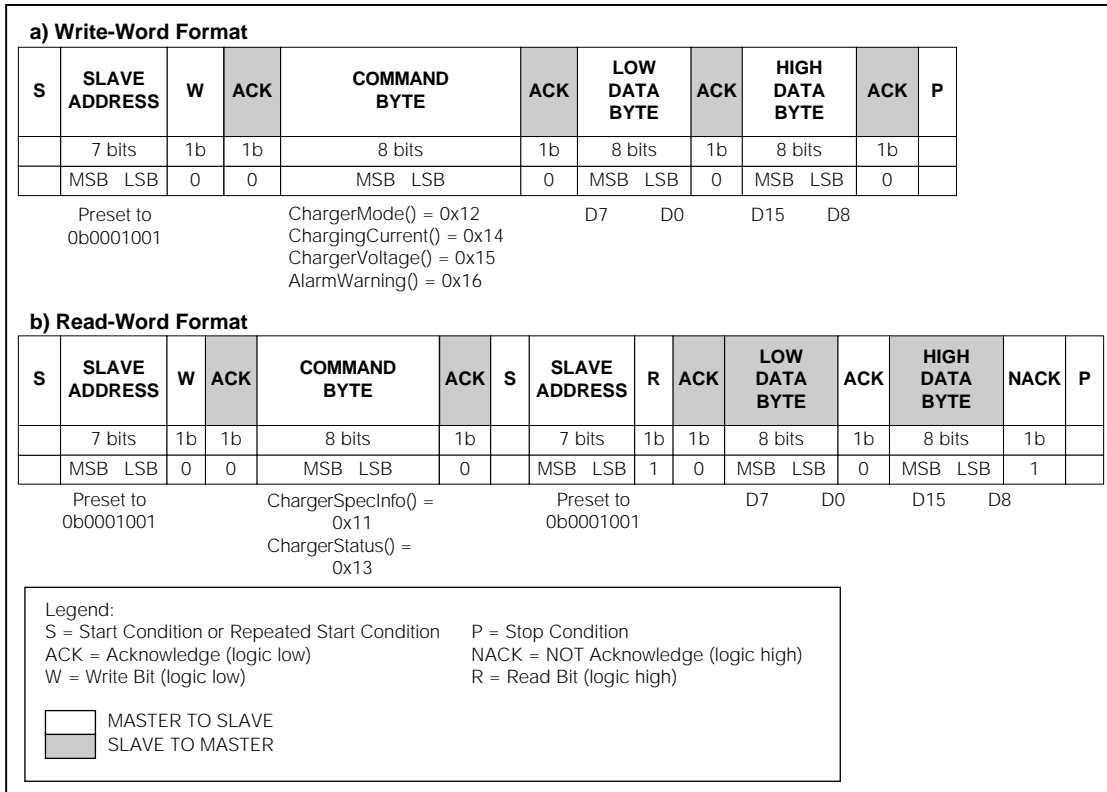 a) Write-Word Format
S SLAVE ADDRESS W ACK COMMAND BYTE ACK LOW DATA BYTE ACK HIGH DATA BYTE ACK P
7 bits 1b 1b 8 bits 1b 8 bits 1b 8 bits 1b
MSB LSB 0 0 MSB LSB 0 MSB LSB 0 MSB LSB 0
Preset to
0b0001001
ChargerMode() = 0x12
ChargingCurrent() = 0x14
ChargerVoltage() = 0x15
AlarmWarning() = 0x16
D7 D0 D15 D8
b) Read-Word Format
S SLAVE ADDRESS W ACK COMMAND BYTE ACK S SLAVE ADDRESS R ACK LOW DATA BYTE ACK HIGH DATA BYTE NACK P
7 bits 1b 1b 8 bits 1b 7 bits 1b 1b 8 bits 1b 8 bits 1b
MSB LSB 0 0 MSB LSB 0 MSB LSB 1 0 MSB LSB 0 MSB LSB 1
Preset to
0b0001001
ChargerSpecInfo() =
0x11
ChargerStatus() =
0x13
Preset to
0b0001001
D7 D0 D15 D8
Legend:
S = Start Condition or Repeated Start Condition P = Stop Condition
ACK = Acknowledge (logic low) NACK = NOT Acknowledge (logic high)
W = Write Bit (logic low) R = Read Bit (logic high)
MASTER TO SLAVE
SLAVE TO MASTER